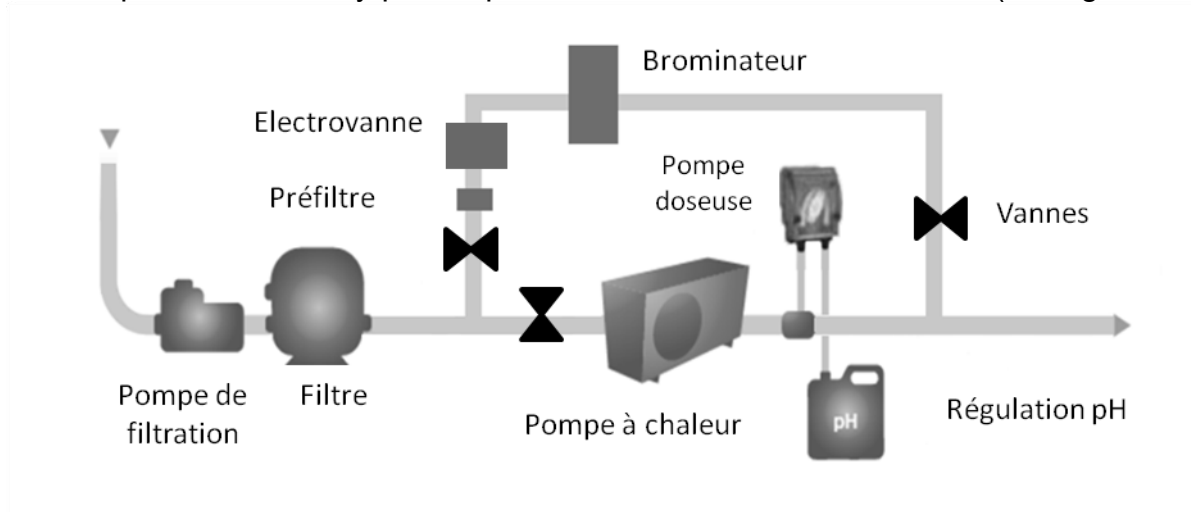 Brominateur
Electrovanne
Pompe
doseuse
Préfiltre
Vannes
Pompe de
filtration
Filtre
Pompe à chaleur
pH
Régulation pH